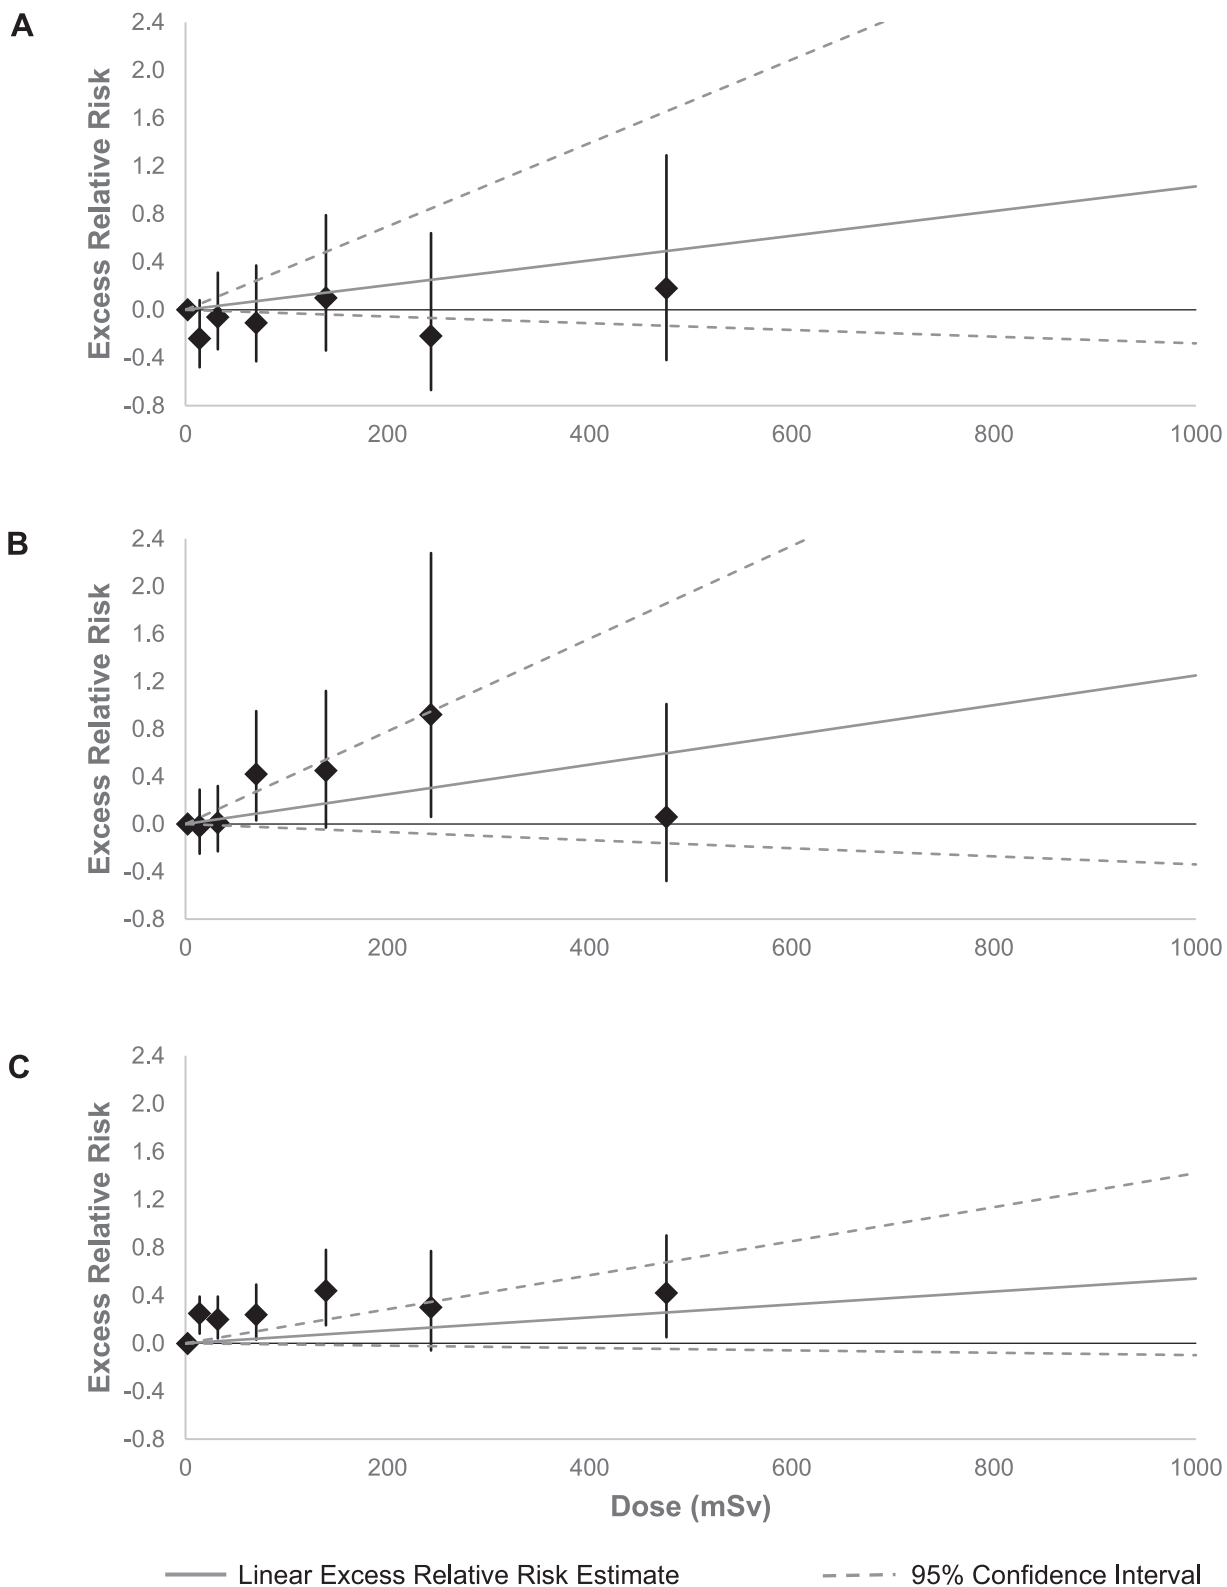 A
2.4
2.0
1.6
1.2
0.8
0.4
0.0
-0.4
-0.8
Excess Relative Risk
0 200 400 600 800 1000
B
2.4
2.0
1.6
1.2
0.8
0.4
0.0
-0.4
-0.8
Excess Relative Risk
0 200 400 600 800 1000
C
2.4
2.0
1.6
1.2
0.8
0.4
0.0
-0.4
-0.8
Excess Relative Risk
0 200 400 600 800 1000
Dose (mSv)
Linear Excess Relative Risk Estimate 95% Confidence Interval